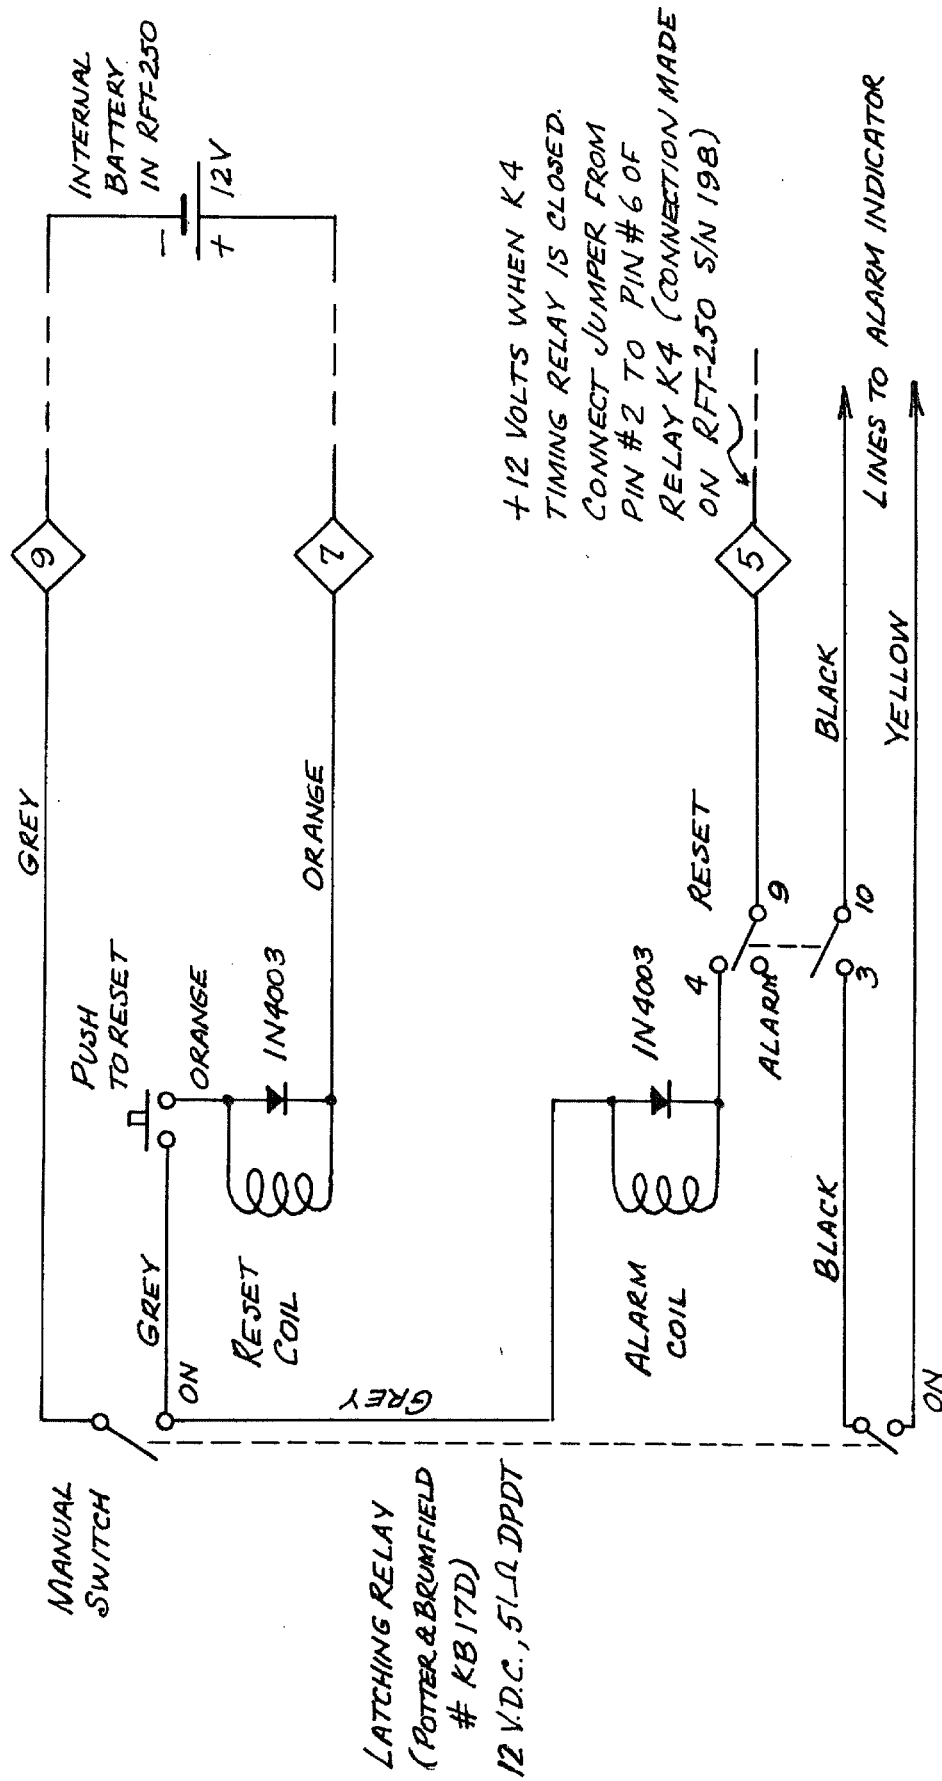 MANUAL
SWITCH
GREY
9
INTERNAL
BATTERY
IN RFT-250
PUSH
TO RESET
GREY
ON
ORANGE
RESET
COIL
1N4003
ORANGE
7
-
+
12V
GREY
LATCHING RELAY
(POTTER & BRUMFIELD
# KB17D)
12 V.D.C., 51Ω DPDT
ALARM
COIL
1N4003
4
RESET
ALARM
9
5
+12 VOLTS WHEN K4
TIMING RELAY IS CLOSED.
CONNECT JUMPER FROM
PIN #2 TO PIN #6 OF
RELAY K4 (CONNECTION MADE
ON RFT-250 S/N 198)
BLACK
3
10
BLACK
YELLOW
LINES TO ALARM INDICATOR
ON